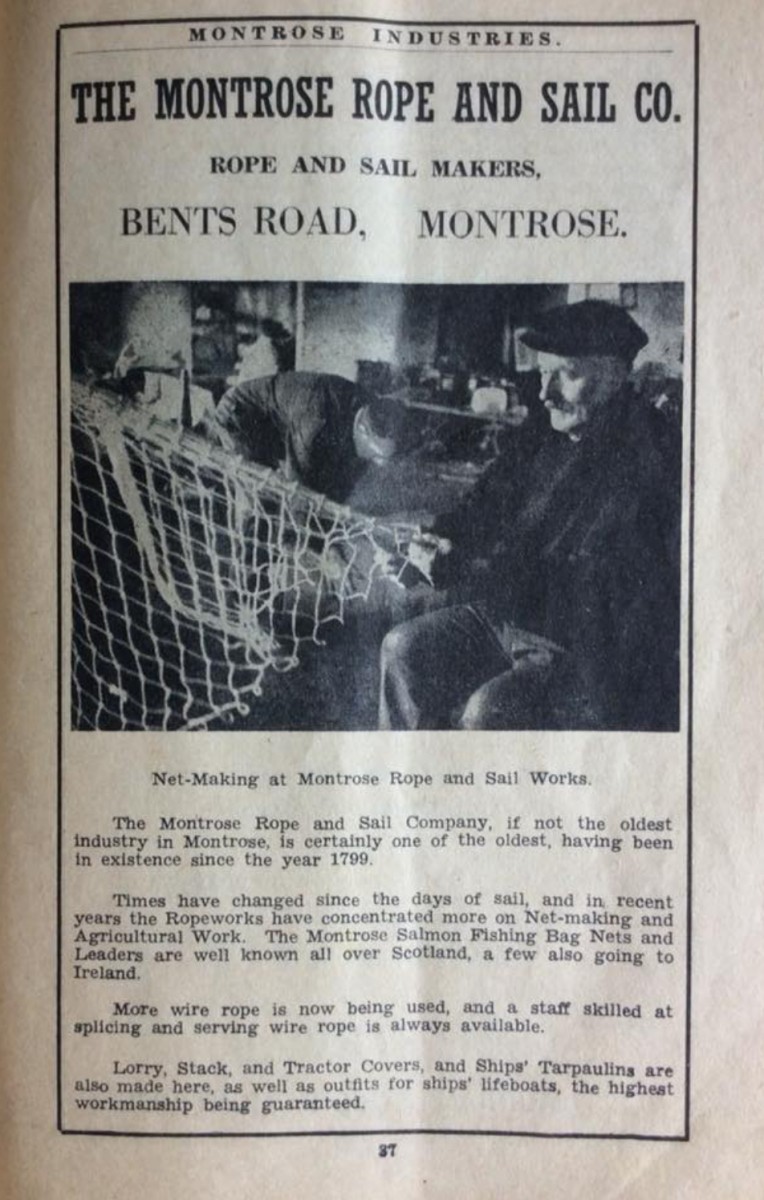 MONTROSE INDUSTRIES.
THE MONTROSE ROPE AND SAIL CO.
ROPE AND SAIL MAKERS,
BENTS ROAD, MONTROSE.
Net-Making at Montrose Rope and Sail Works.
The Montrose Rope and Sail Company, if not the oldest
industry in Montrose, is certainly one of the oldest, having been
in existence since the year 1799.
Times have changed since the days of sail, and in recent
years the Ropeworks have concentrated more on Net-making and
Agricultural Work. The Montrose Salmon Fishing Bag Nets and
Leaders are well known all over Scotland, a few also going to
Ireland.
More wire rope is now being used, and a staff skilled at
splicing and serving wire rope is always available.
Lorry, Stack, and Tractor Covers, and Ships' Tarpaulins are
also made here, as well as outfits for ships' lifeboats, the highest
workmanship being guaranteed.
37